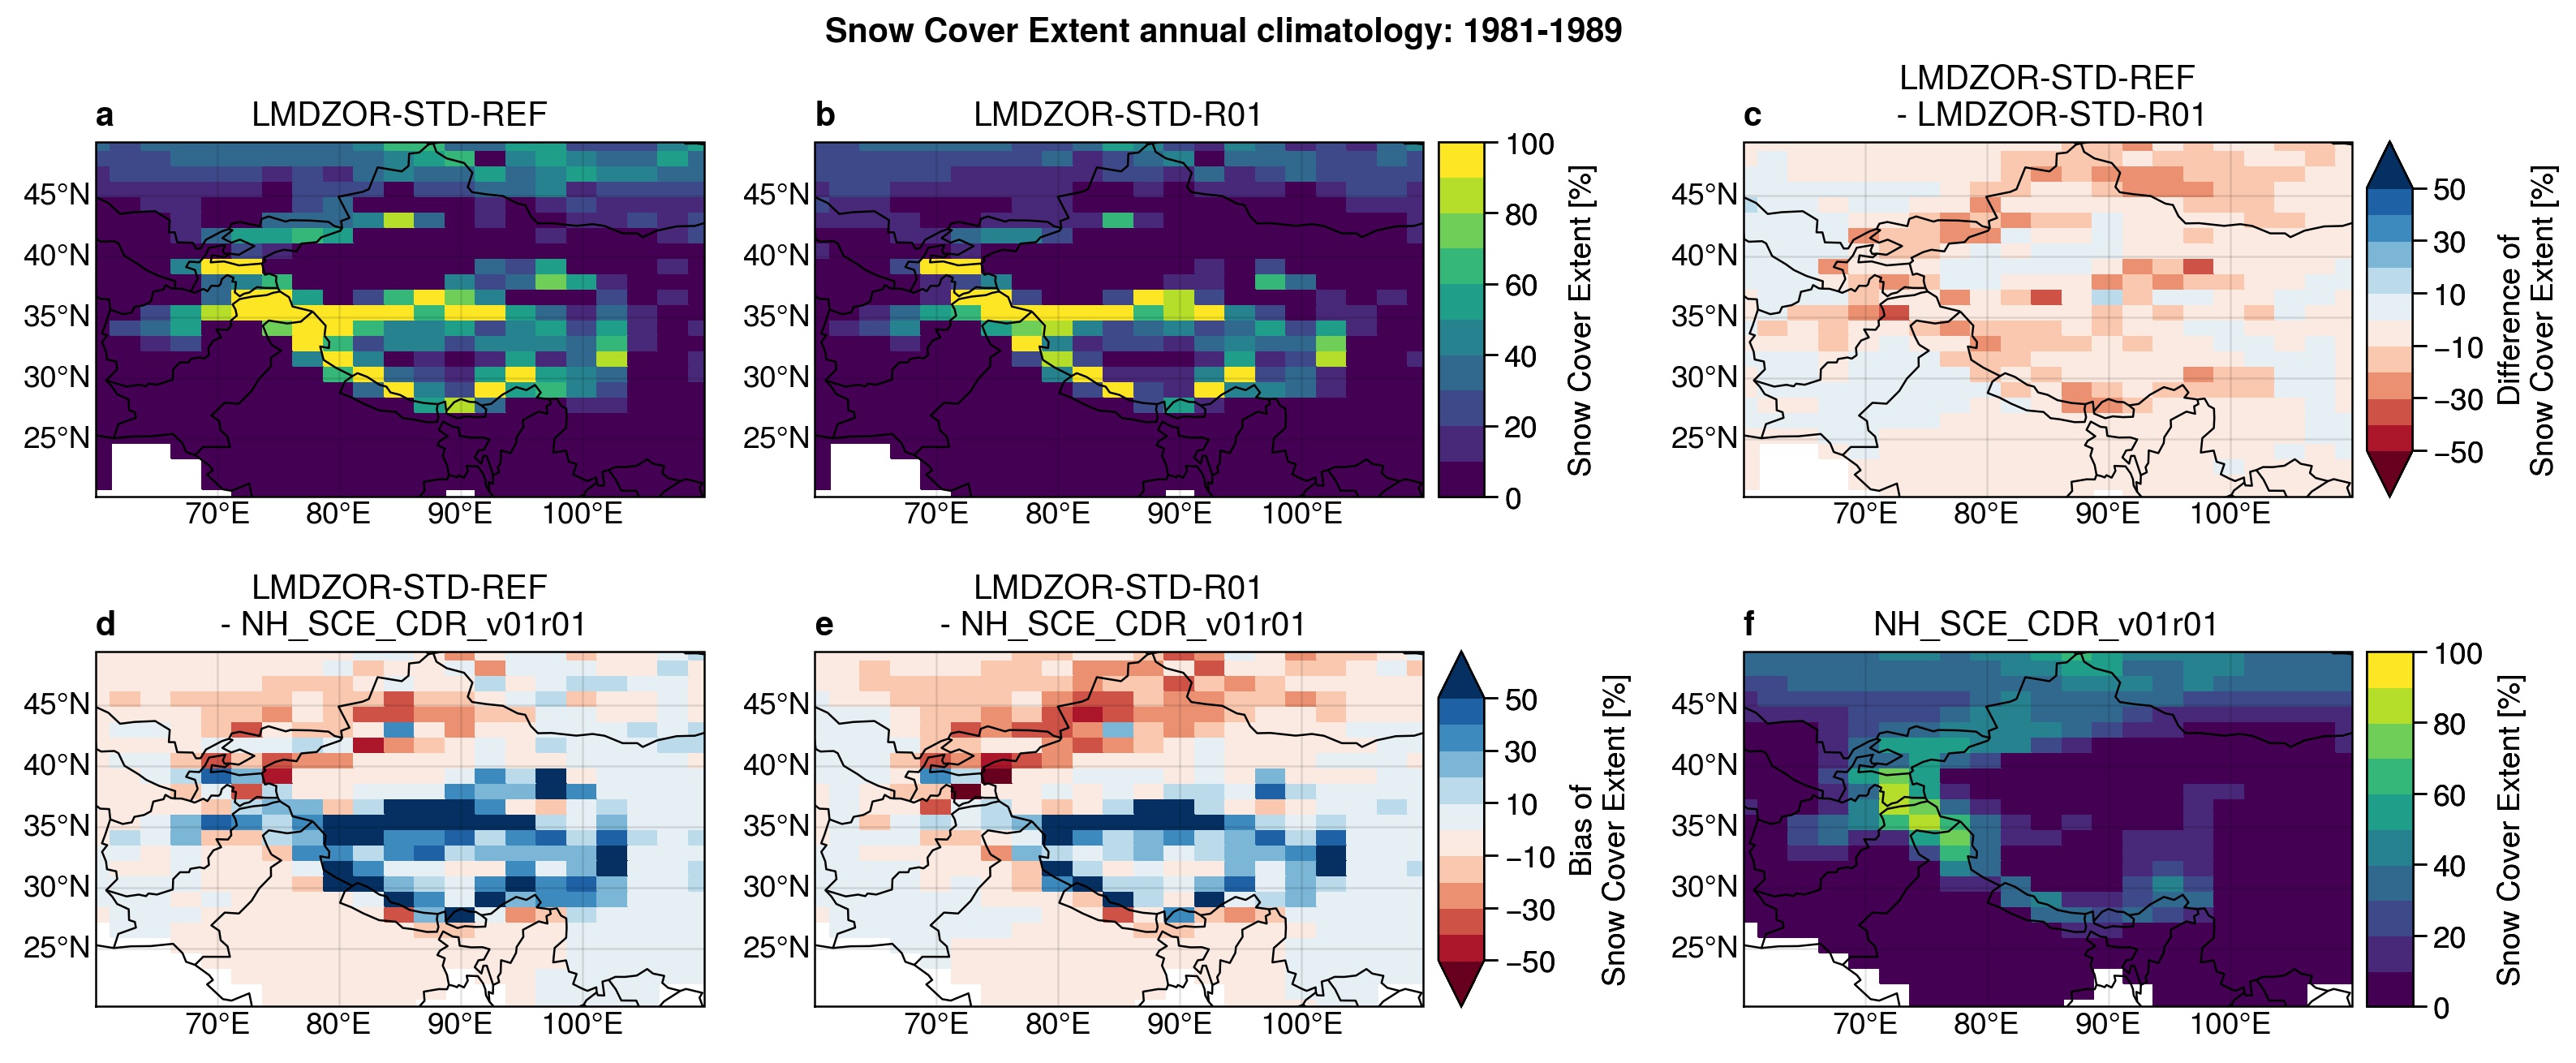 Snow Cover Extent annual climatology: 1981-1989
a
LMDZOR-STD-REF
45°N
40°N
35°N
30°N
25°N
70°E
80°E
90°E
100°E
b
LMDZOR-STD-R01
45°N
40°N
35°N
30°N
25°N
70°E
80°E
90°E
100°E
100
80
60
40
20
0
Snow Cover Extent [%]
c
LMDZOR-STD-REF
- LMDZOR-STD-R01
45°N
40°N
35°N
30°N
25°N
70°E
80°E
90°E
100°E
50
30
10
−10
−30
−50
Difference of
Snow Cover Extent [%]
d
LMDZOR-STD-REF
- NH_SCE_CDR_v01r01
45°N
40°N
35°N
30°N
25°N
70°E
80°E
90°E
100°E
e
LMDZOR-STD-R01
- NH_SCE_CDR_v01r01
45°N
40°N
35°N
30°N
25°N
70°E
80°E
90°E
100°E
50
30
10
−10
−30
−50
Bias of
Snow Cover Extent [%]
f
NH_SCE_CDR_v01r01
45°N
40°N
35°N
30°N
25°N
70°E
80°E
90°E
100°E
100
80
60
40
20
0
Snow Cover Extent [%]